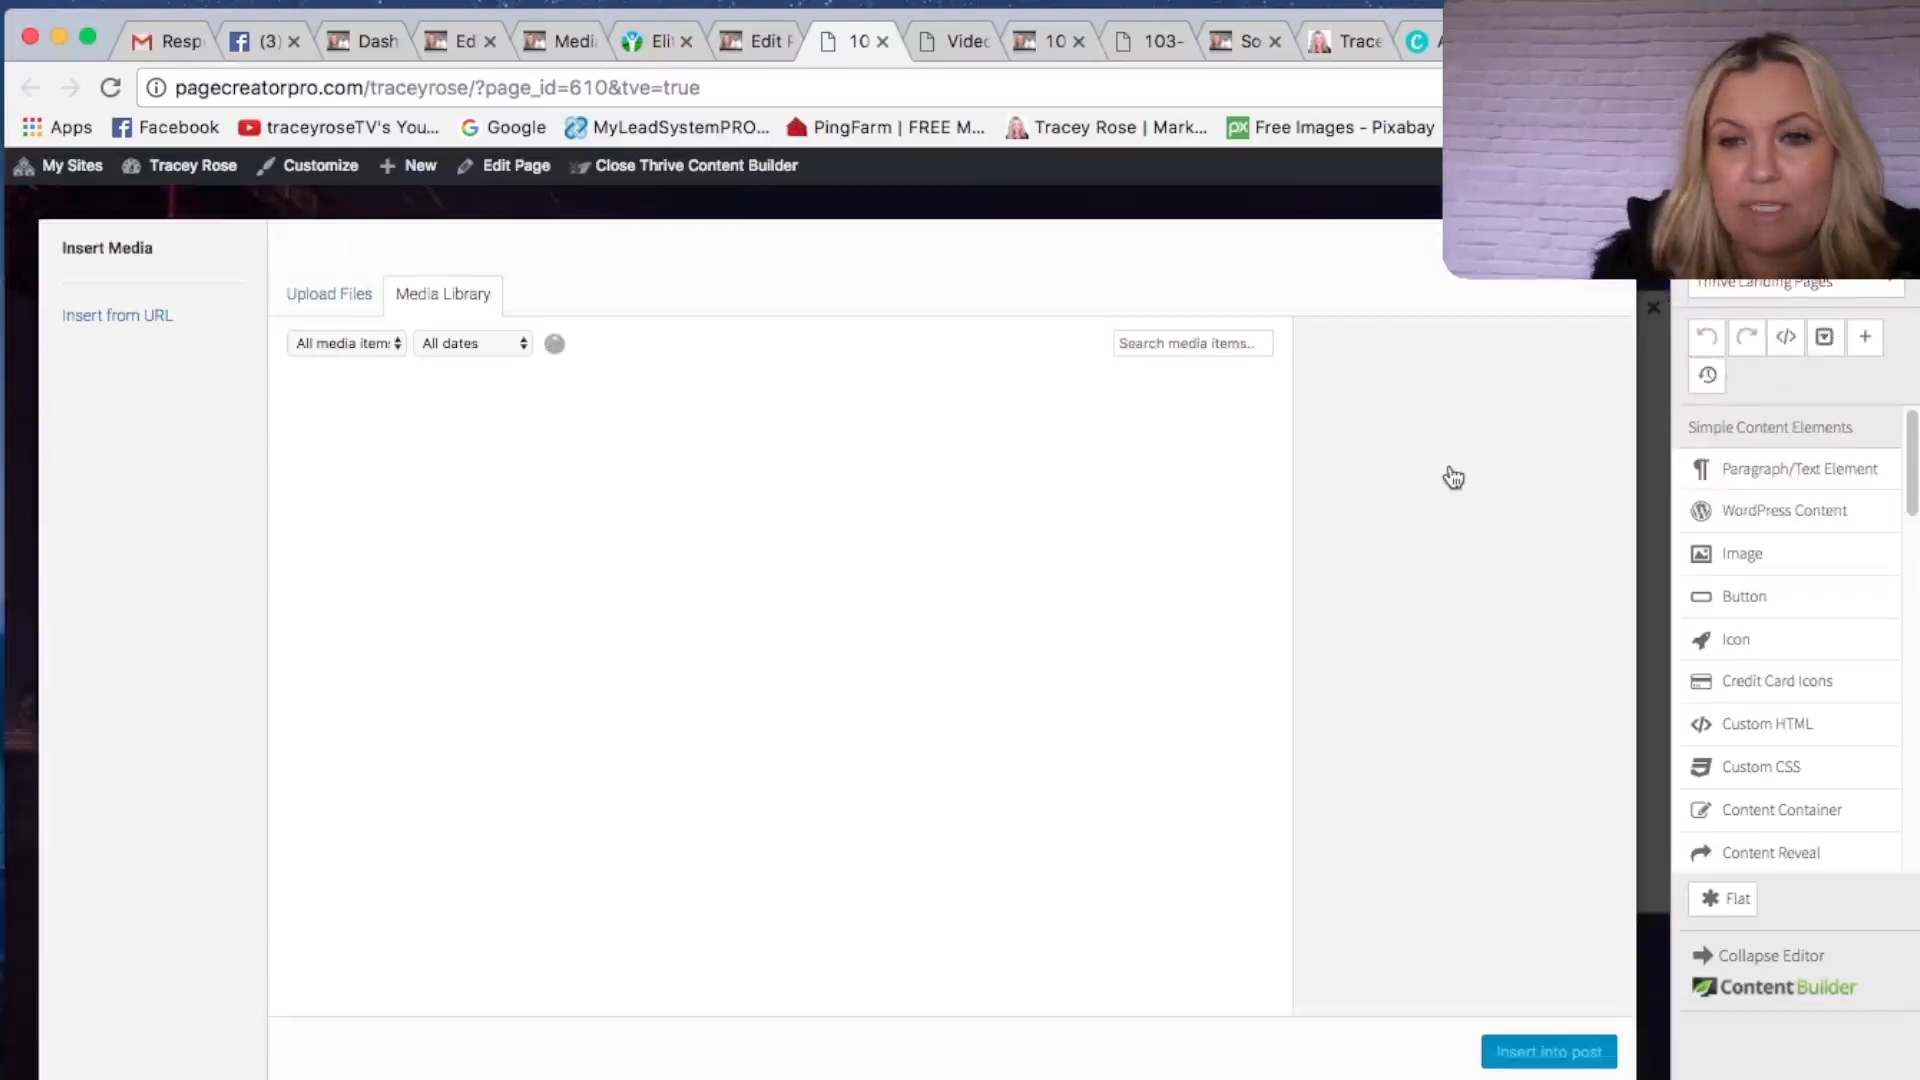 Resp
(3)
Dash
Ed
Medi
Eli
Edit
10
Video
10
103-
So
Trace
pagecreatorpro.com/traceyrose/?page_id=610&tve=true
Apps
Facebook
traceyroseTV's You...
Google
MyLeadSystemPRO...
PingFarm | FREE M...
Tracey Rose | Mark...
px
Free Images - Pixabay
My Sites
Tracey Rose
Customize
New
Edit Page
Close Thrive Content Builder
Insert Media
Insert from URL
Upload Files
Media Library
All media item
All dates
Search media items..
Thrive Landing Pages
Simple Content Elements
Paragraph/Text Element
WordPress Content
Image
Button
Icon
Credit Card Icons
Custom HTML
Custom CSS
Content Container
Content Reveal
Flat
Collapse Editor
Content Builder
Insert into post